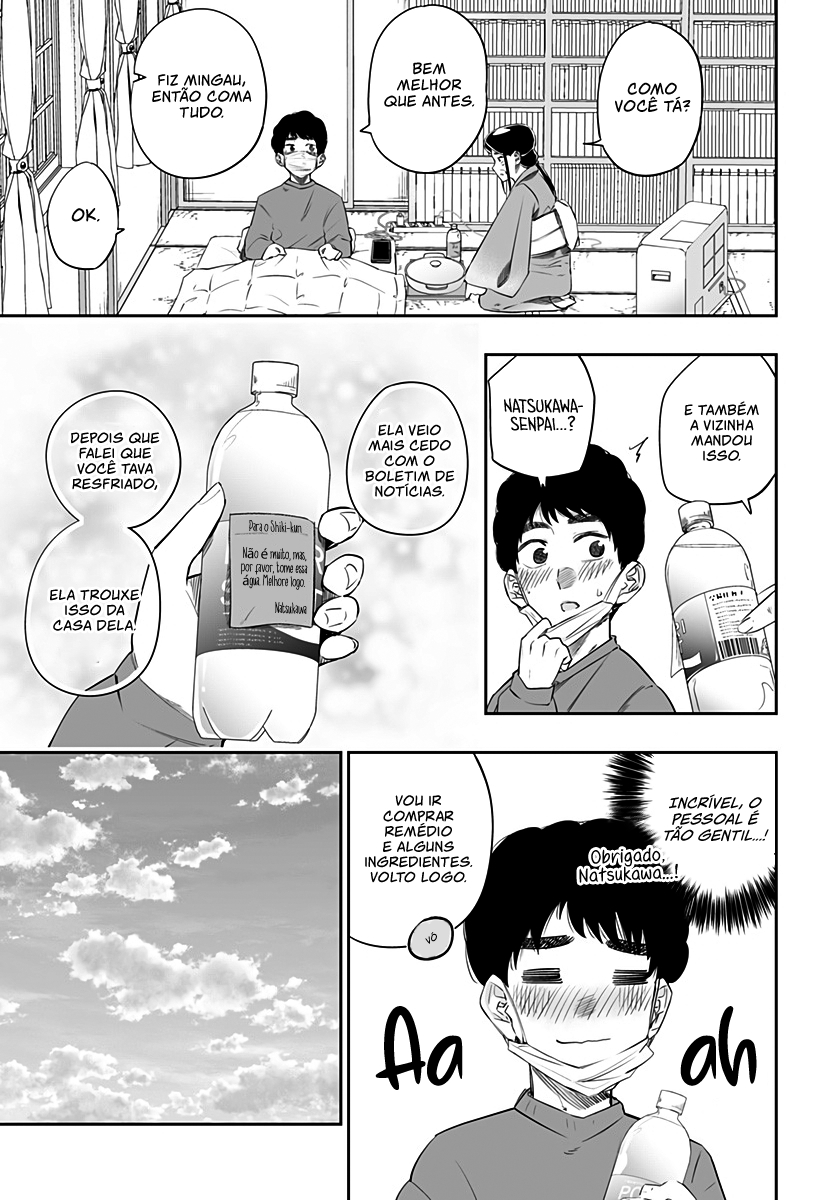 COMO
VOCÊ TÁ?
BEM
MELHOR
QUE ANTES.
FIZ MINGAU,
ENTÃO COMA
TUDO.
OK.
E TAMBÉM
A VIZINHA
MANDOU
ISSO.
NATSUKAWA-
SENPAI...?
ELA VEIO
MAIS CEDO
COM O
BOLETIM DE
NOTÍCIAS.
Para o Shiki-kun
Não é muito, mas,
por favor, tome essa
água. Melhore logo.
Natsukawa
DEPOIS QUE
FALEI QUE
VOCÊ TAVA
RESFRIADO,
ELA TROUXE
ISSO DA
CASA DELA!
INCRÍVEL, O
PESSOAL É
TÃO GENTIL...!
Obrigado,
Natsukawa...!
VOU IR
COMPRAR
REMÉDIO
E ALGUNS
INGREDIENTES.
VOLTO LOGO.
VÔ
Aa
ah